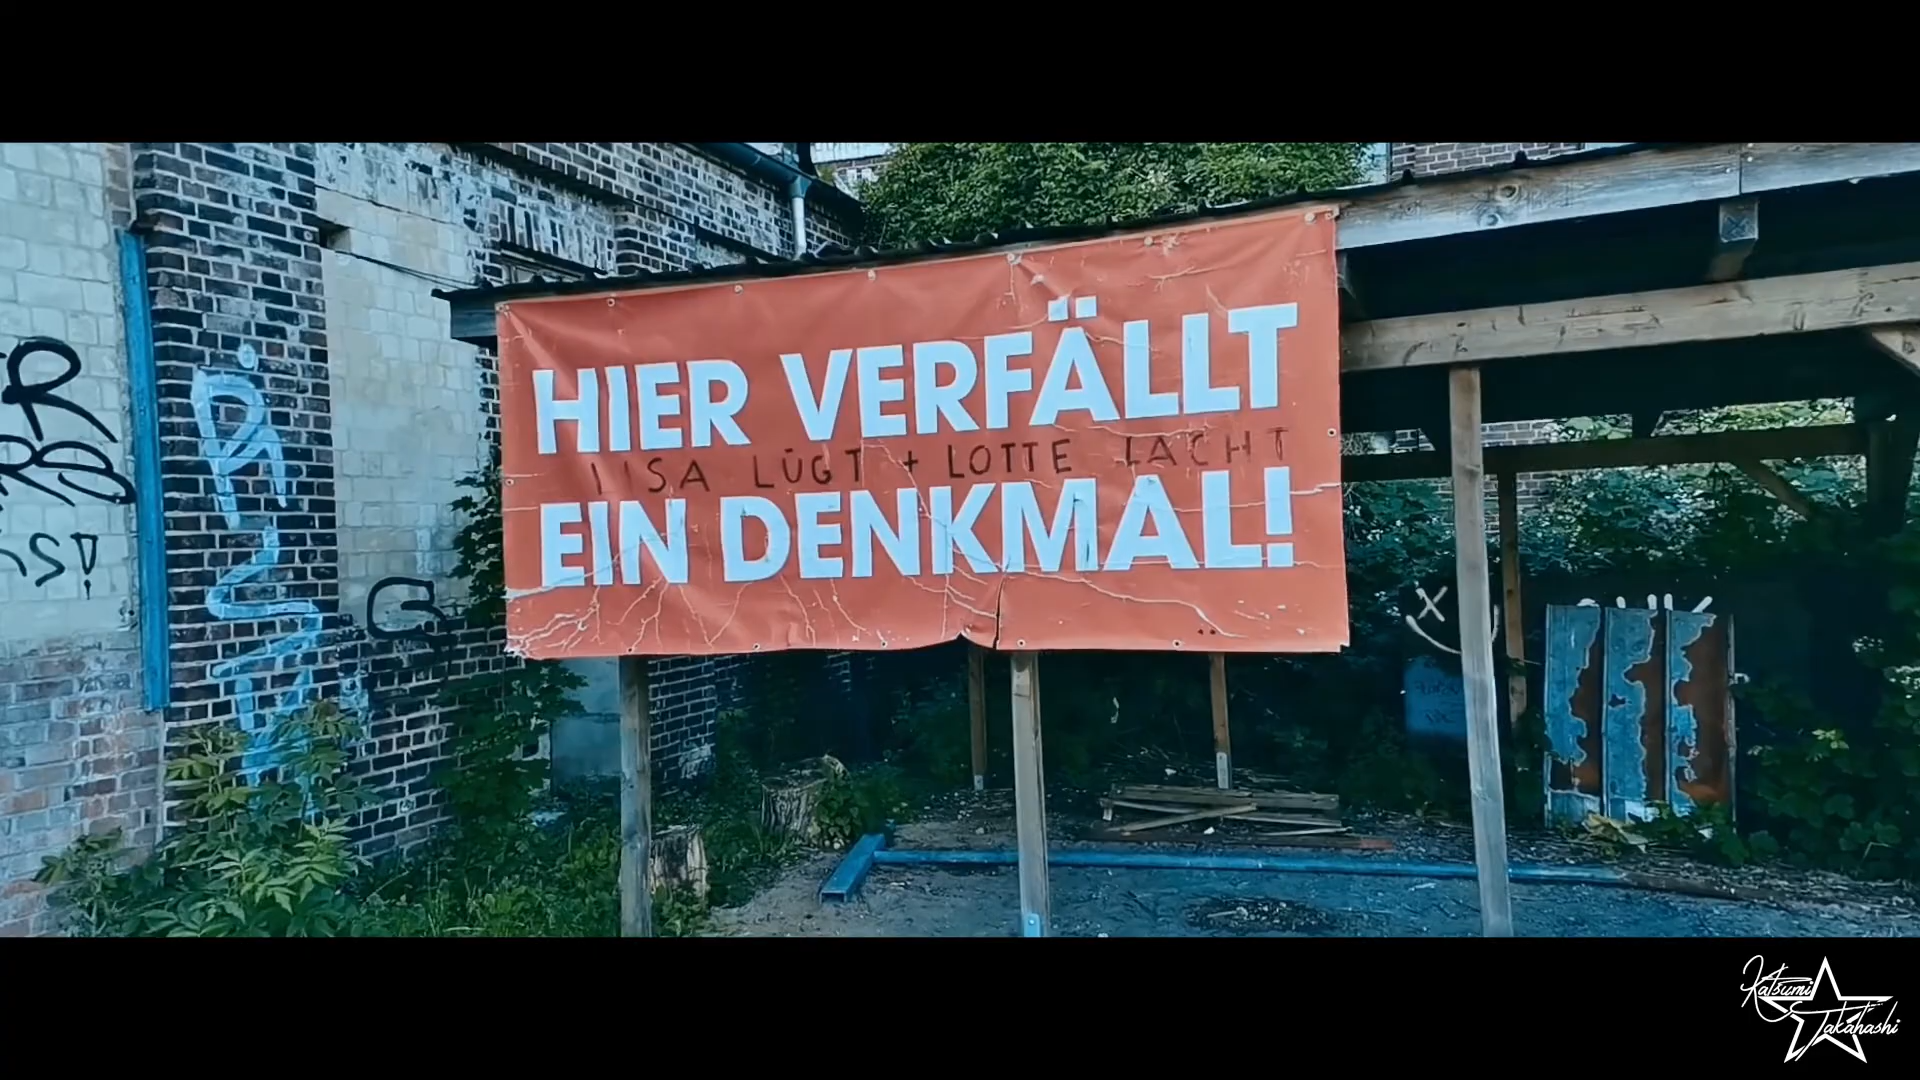 HIER VERFÄLLT
LISA LÜGT + LOTTE LACHT
EIN DENKMAL!
Katsumi
Takahashi